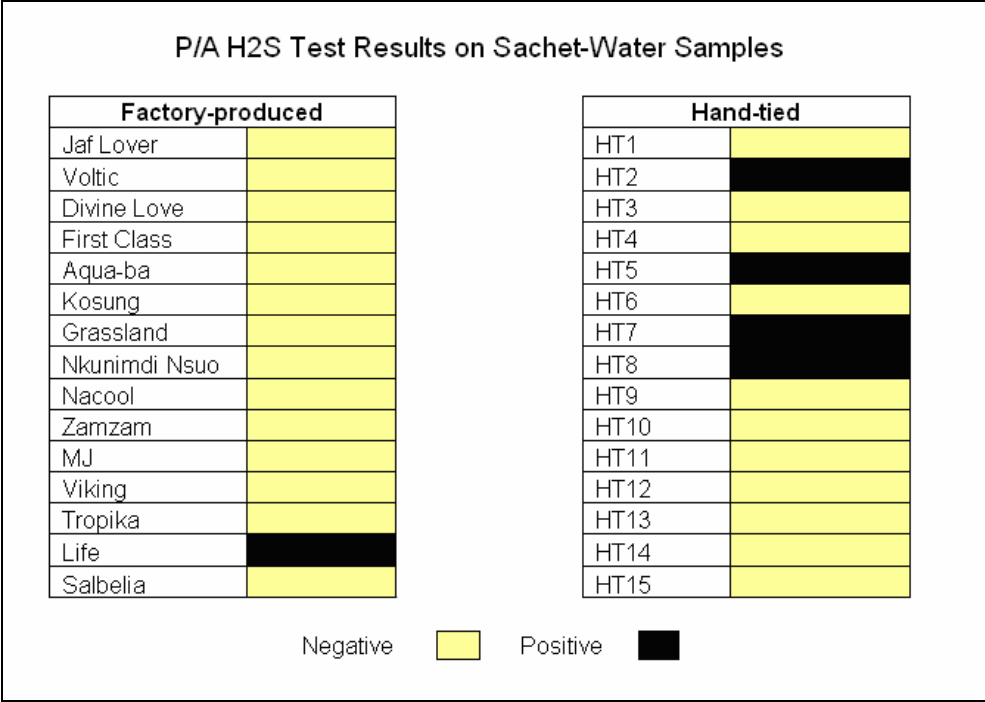 P/A H2S Test Results on Sachet-Water Samples
Factory-produced
Jaf Lover
Voltic
Divine Love
First Class
Aqua-ba
Kosung
Grassland
Nkunimdi Nsuo
Nacool
Zamzam
MJ
Viking
Tropika
Life
Salbelia
Hand-tied
HT1
HT2
HT3
HT4
HT5
HT6
HT7
HT8
HT9
HT10
HT11
HT12
HT13
HT14
HT15
Negative Positive